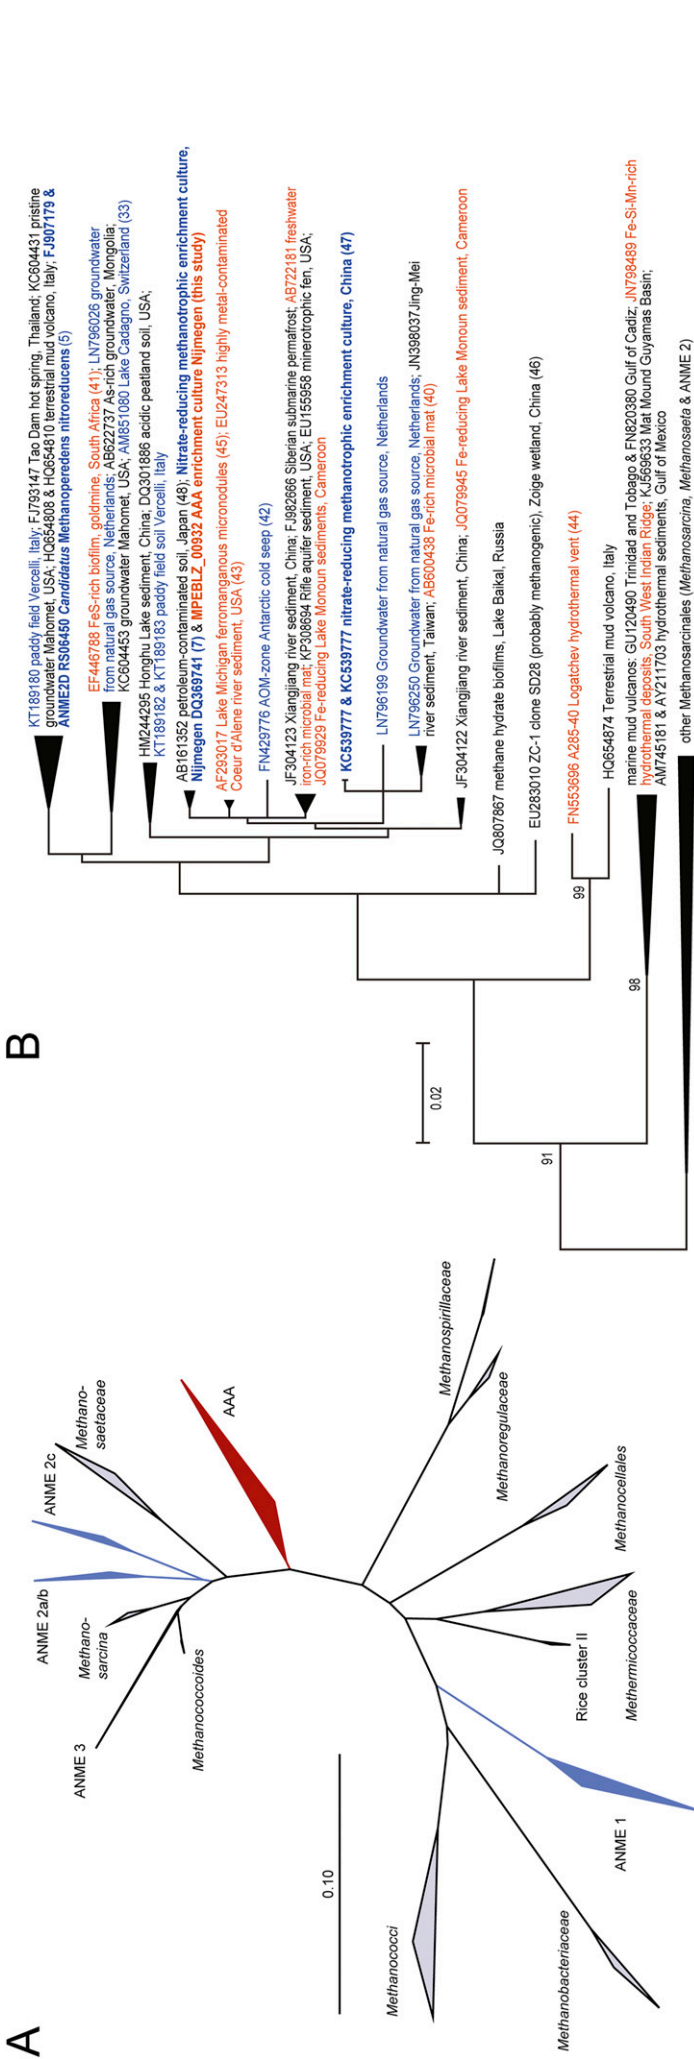 A
ANME 2a/b
ANME 2c
Methano-
saetaceae
Methano-
sarcina
ANME 3
Methanococcoides
AAA
0.10
Methanospirillaceae
Methanoregulaceae
Methanocellales
Methermicoccaceae
Rice cluster II
ANME 1
Methanococci
Methanobacteriaceae
B
KT189180 paddy field Vercelli, Italy; FJ793147 Tao Dam hot spring, Thailand; KC604431 pristine
groundwater Mahomet, USA; HQ654808 & HQ654810 terrestrial mud volcano, Italy; FJ907179 &
ANME2D RS06450 Candidatus Methanoperedens nitroreducens (5)
EF446788 FeS-rich biofilm, goldmine, South Africa (41); LN796026 groundwater
from natural gas source, Netherlands; AB622737 As-rich groundwater, Mongolia;
KC604453 groundwater Mahomet, USA; AM851080 Lake Cadagno, Switzerland (33)
HM244295 Honghu Lake sediment, China; DQ301886 acidic peatland soil, USA;
KT189182 & KT189183 paddy field soil Vercelli, Italy
AB161352 petroleum-contaminated soil, Japan (48); Nitrate-reducing methanotrophic enrichment culture,
Nijmegen DQ369741 (7) & MPEBLZ_00932 AAA enrichment culture Nijmegen (this study)
AF293017 Lake Michigan ferromanganous micronodules (45); EU247313 highly metal-contaminated
Coeur d'Alene river sediment, USA (43)
FN429776 AOM-zone Antarctic cold seep (42)
JF304123 Xiangjiang river sediment, China; FJ982666 Siberian submarine permafrost; AB722181 freshwater
iron-rich microbial mat; KP308694 Rifle aquifer sediment, USA; EU155958 minerotrophic fen, USA;
JQ079929 Fe-reducing Lake Monoun sediments, Cameroon
KC539777 & KC539777 nitrate-reducing methanotrophic enrichment culture, China (47)
LN796199 Groundwater from natural gas source, Netherlands
LN796250 Groundwater from natural gas source, Netherlands; JN398037Jing-Mei
river sediment, Taiwan; AB600438 Fe-rich microbial mat (40)
JF304122 Xiangjiang river sediment, China; JQ079945 Fe-reducing Lake Monoun sediment, Cameroon
JQ807867 methane hydrate biofilms, Lake Baikal, Russia
EU283010 ZC-1 clone SD28 (probably methanogenic), Zoige wetland, China (46)
FN553696 A285-40 Logatchev hydrothermal vent (44)
HQ654874 Terrestrial mud volcano, Italy
marine mud vulcanos: GU120490 Trinidad and Tobago & FN820380 Gulf of Cadiz; JN798489 Fe-Si-Mn-rich
hydrothermal deposits, South West Indian Ridge; KJ569633 Mat Mound Guyamas Basin;
AM745181 & AY211703 hydrothermal sediments, Gulf of Mexico
other Methanosarcinales (Methanosarcina, Methanosaeta & ANME 2)
0.02
99
98
91